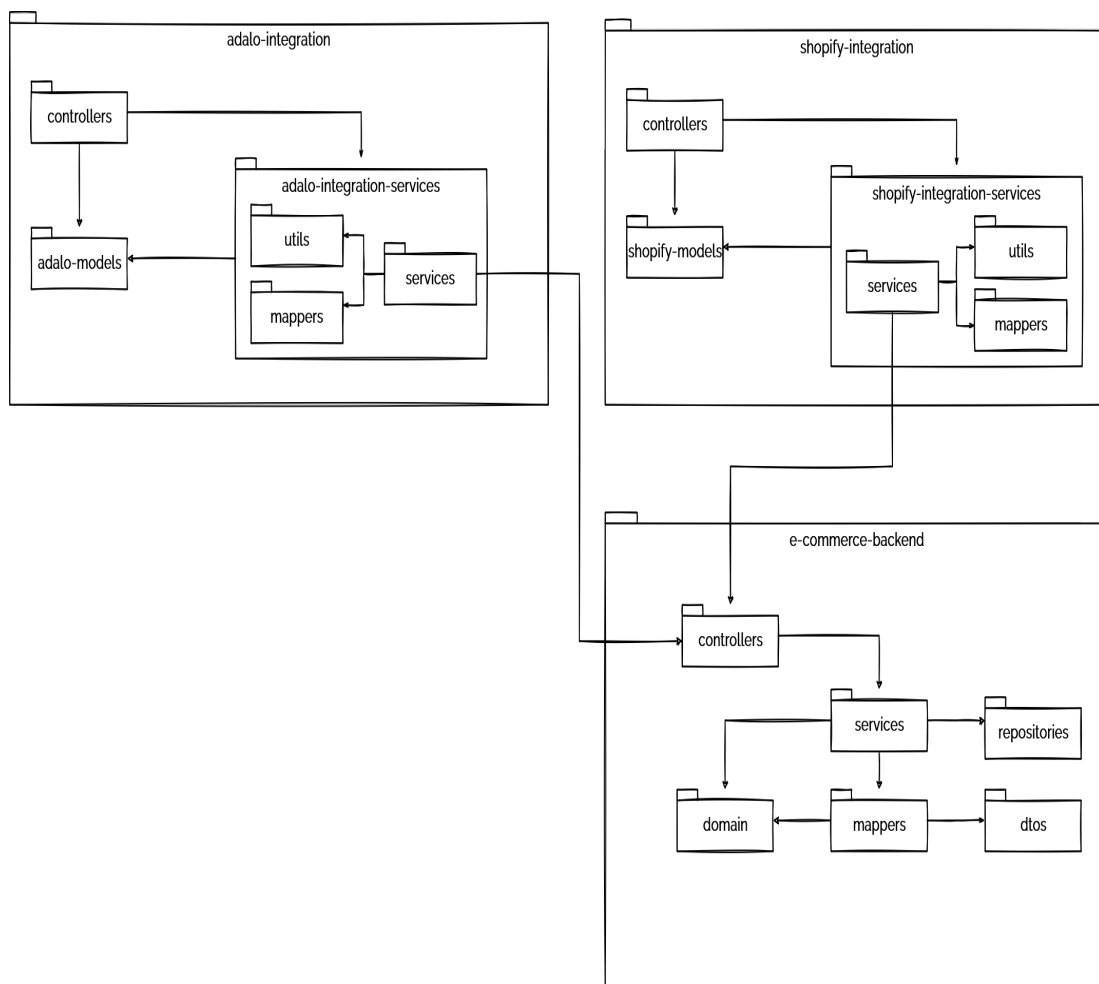 adalo-integration
controllers
adalo-integration-services
utils
adalo-models
services
mappers
shopify-integration
controllers
shopify-integration-services
shopify-models
utils
services
mappers
e-commerce-backend
controllers
services
repositories
domain
mappers
dtos